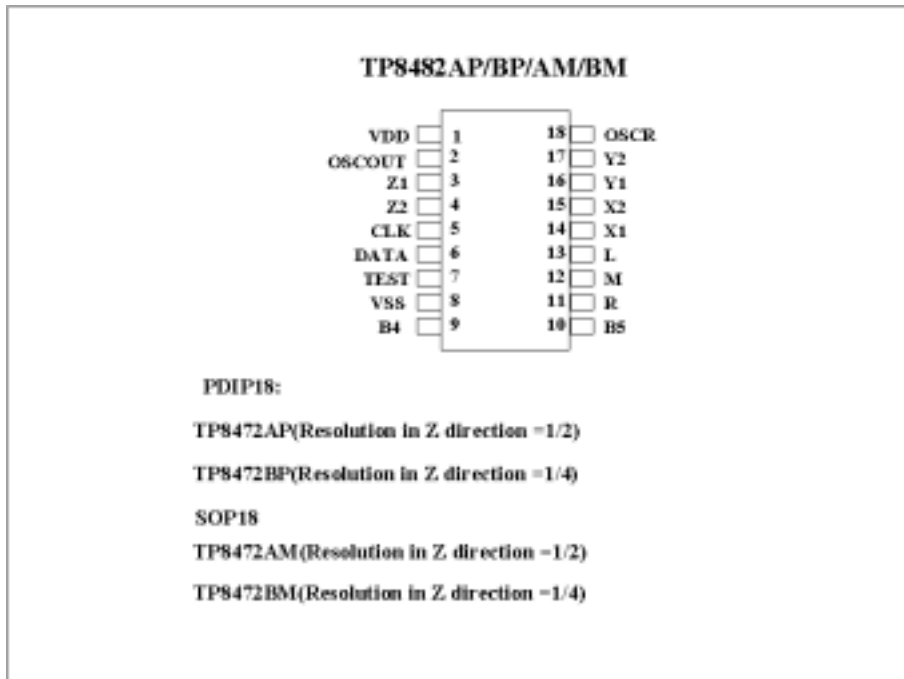 TP8482AP/BP/AM/BM
VDD 1 18 OSCR
OSCOUT 2 17 Y2
Z1 3 16 Y1
Z2 4 15 X2
CLK 5 14 X1
DATA 6 13 L
TEST 7 12 M
VSS 8 11 R
B4 9 10 B5
PDIP18:
TP8472AP(Resolution in Z direction =1/2)
TP8472BP(Resolution in Z direction =1/4)
SOP18
TP8472AM(Resolution in Z direction =1/2)
TP8472BM(Resolution in Z direction =1/4)